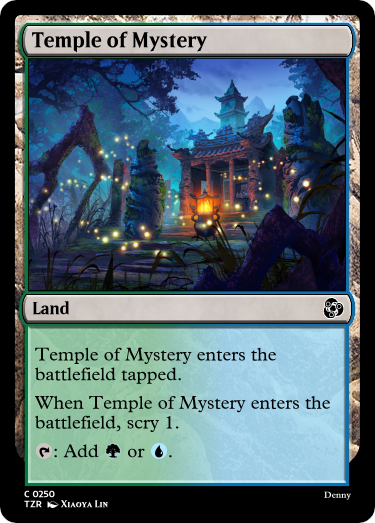 Temple of Mystery
Land
Temple of Mystery enters the
battlefield tapped.
When Temple of Mystery enters the
battlefield, scry 1.
: Add or .
C 0250
Denny
TZR XIAOYA LIN